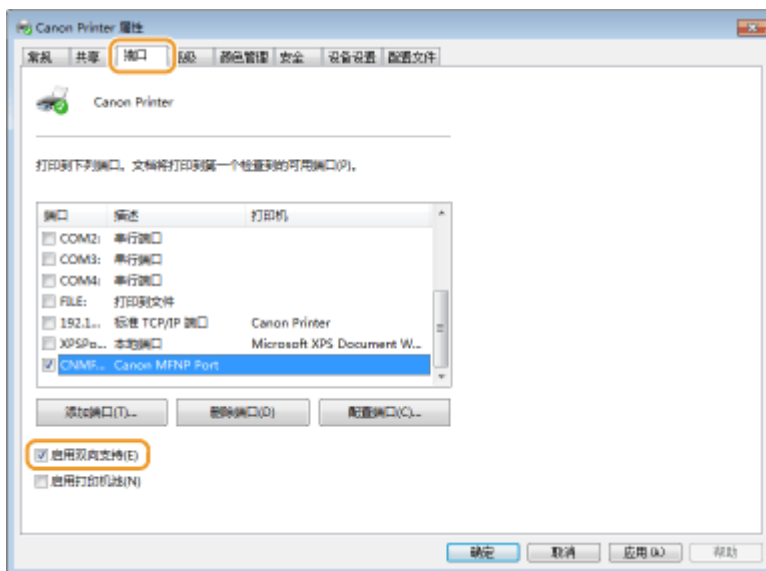 Canon Printer 属性
常规 共享 端口 高级 颜色管理 安全 设备设置 配置文件
Canon Printer
打印到下列端口。文档将打印到第一个检查到的可用端口(P)。
端口 描述 打印机
COM2: 串行端口
COM3: 串行端口
COM4: 串行端口
FILE: 打印到文件
192.1... 标准 TCP/IP 端口 Canon Printer
XPSPo... 本地端口 Microsoft XPS Document W...
CNMF... Canon MFNP Port
添加端口(T)... 删除端口(D) 配置端口(C)...
启用双向支持(E)
启用打印机池(N)
确定 取消 应用(A) 帮助